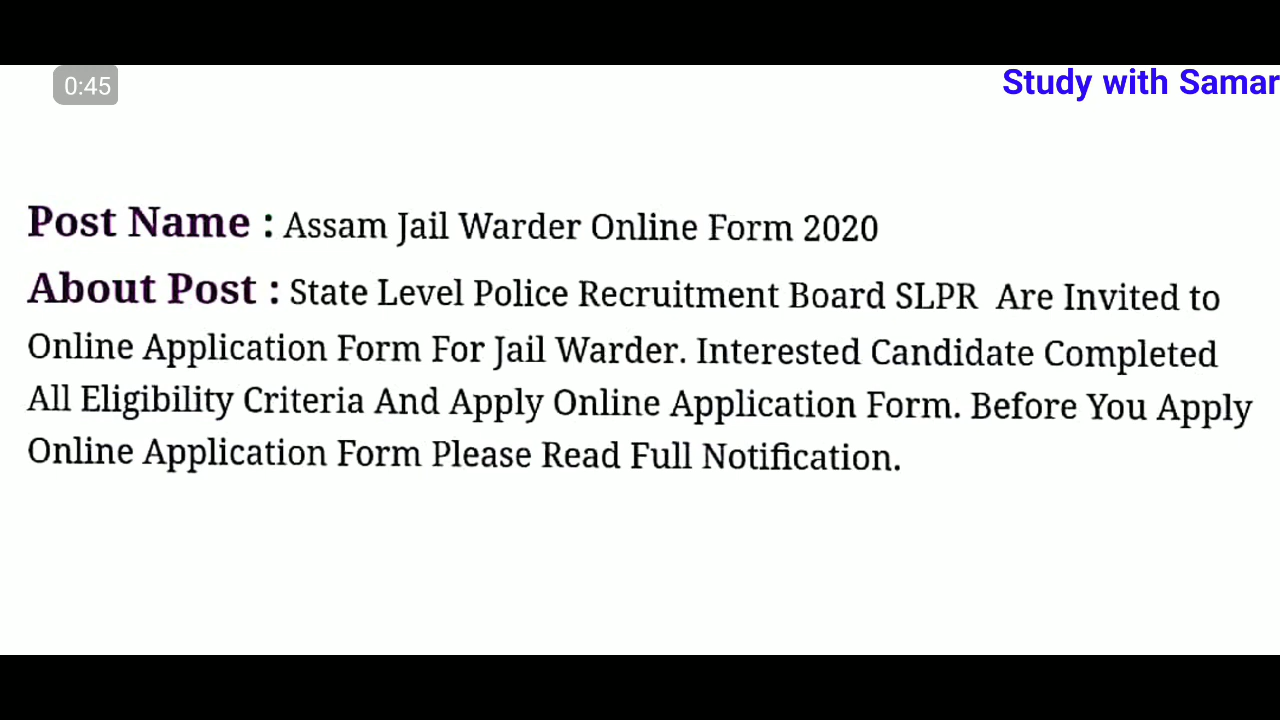 0:45
Study with Samar
Post Name : Assam Jail Warder Online Form 2020
About Post : State Level Police Recruitment Board SLPR Are Invited to
Online Application Form For Jail Warder. Interested Candidate Completed
All Eligibility Criteria And Apply Online Application Form. Before You Apply
Online Application Form Please Read Full Notification.